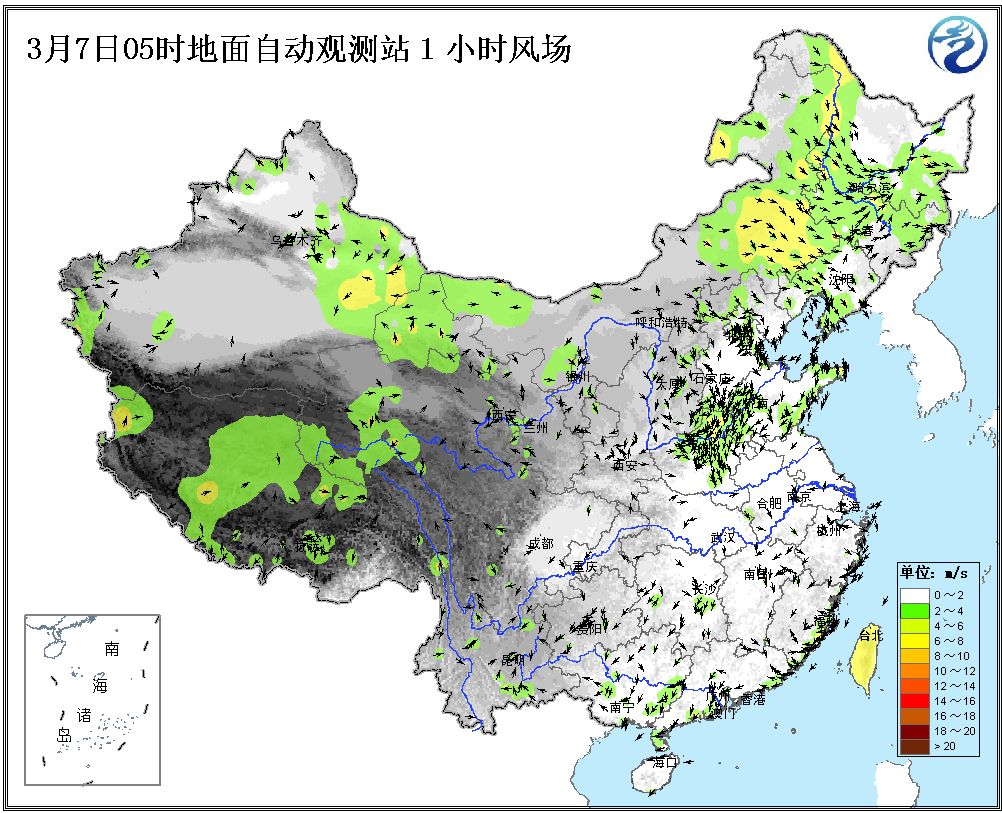 3月7日05时地面自动观测站1小时风场
哈尔滨
长春
乌鲁木齐
沈阳
呼和浩特
银川
太原
石家庄
济南
西宁
兰州
西安
合肥
南京
上海
成都
武汉
杭州
重庆
南昌
长沙
贵阳
福州
台北
昆明
南宁
香港
澳门
海口
南
海
诸
岛
单位：m/s
0～2
2～4
4～6
6～8
8～10
10～12
12～14
14～16
16～18
18～20
＞20